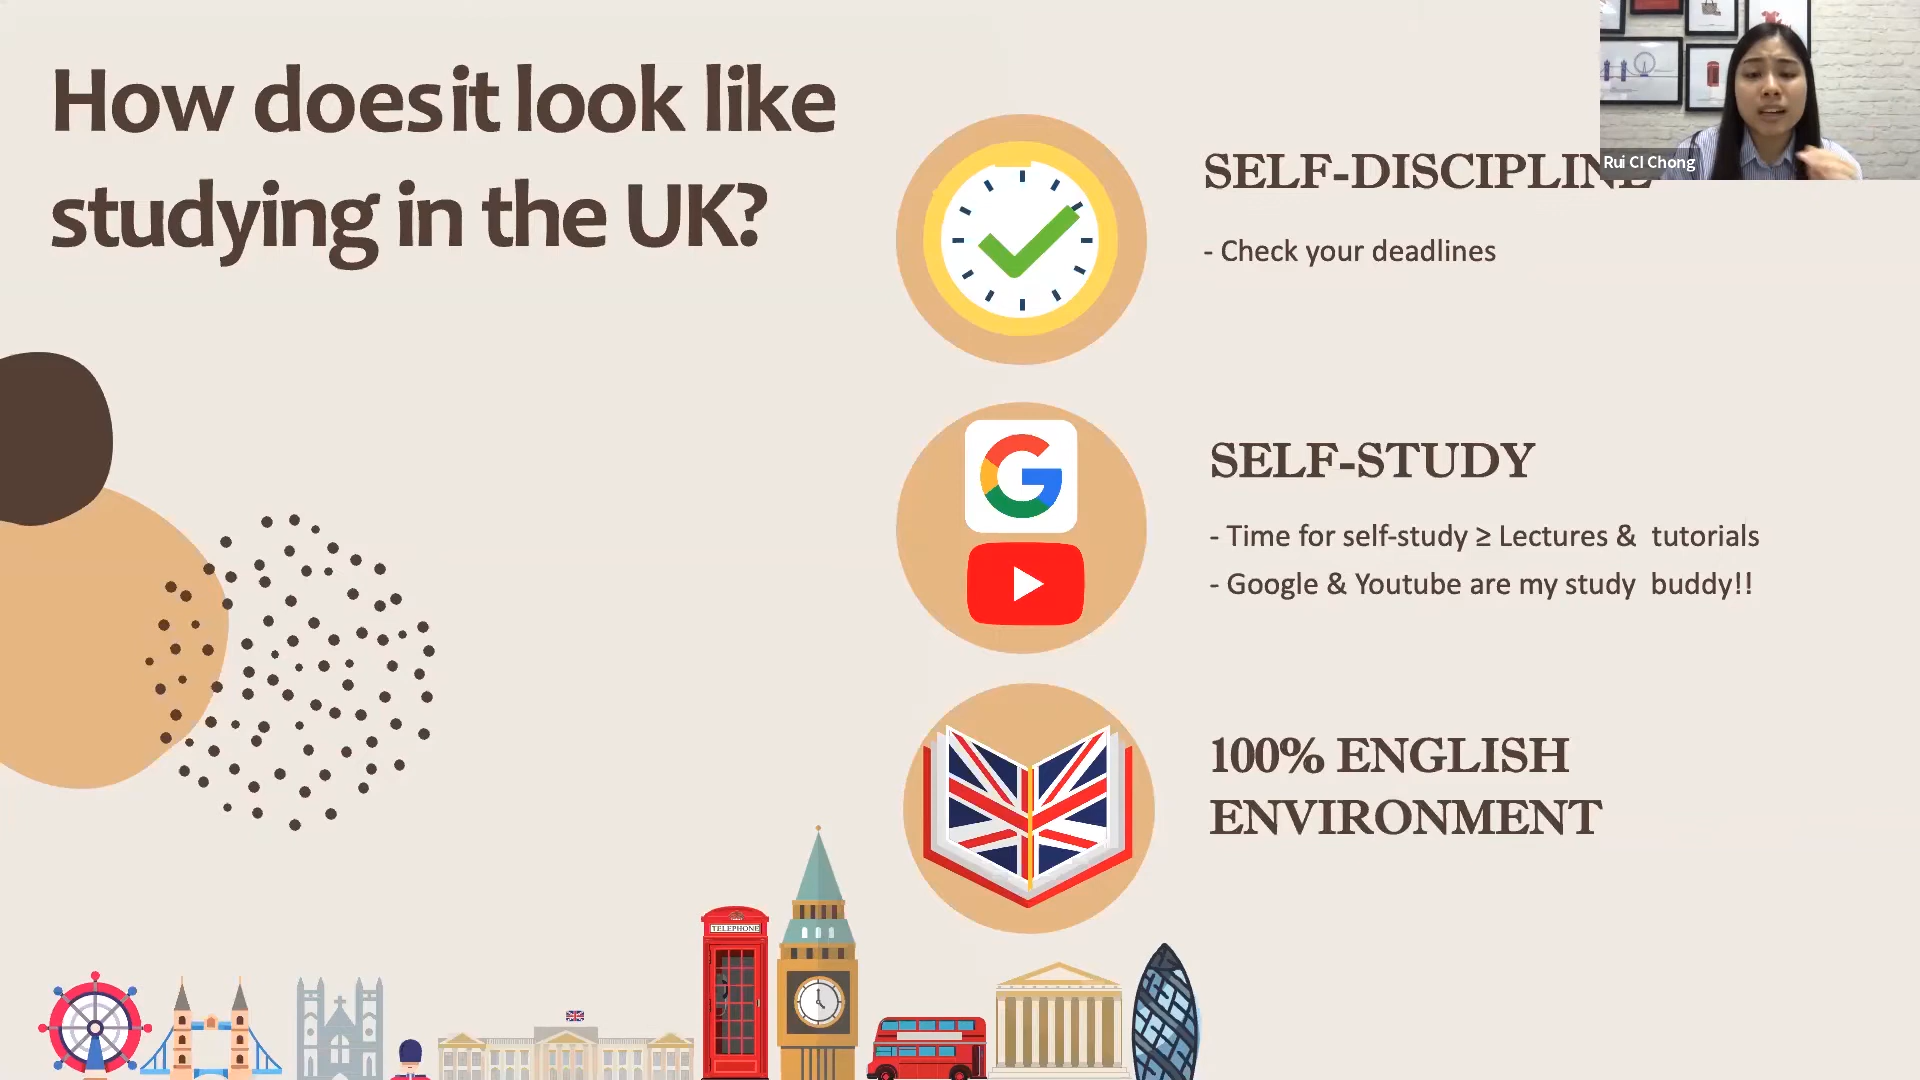 How does it look like
studying in the UK?
SELF-DISCIPLINE
- Check your deadlines
Rui CI Chong
SELF-STUDY
- Time for self-study ≥ Lectures & tutorials
- Google & Youtube are my study buddy!!
100% ENGLISH
ENVIRONMENT
TELEPHONE